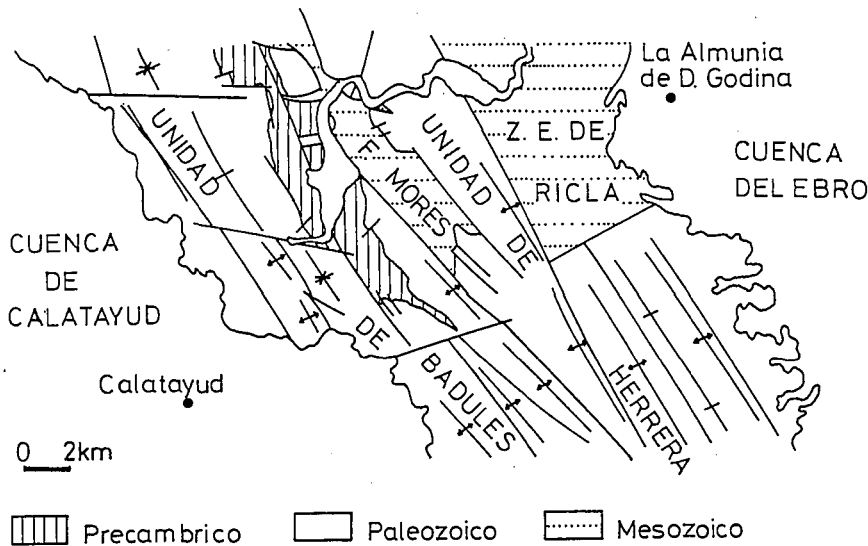 La Almunia
de D. Godina
UNIDAD
UNIDAD
Z. E. DE
F. MORES
RICLA
CUENCA
DEL EBRO
DE
CUENCA
DE
CALATAYUD
DE
BADULES
HERRERA
Calatayud
0 2km
Precambrico
Paleozoico
Mesozoico